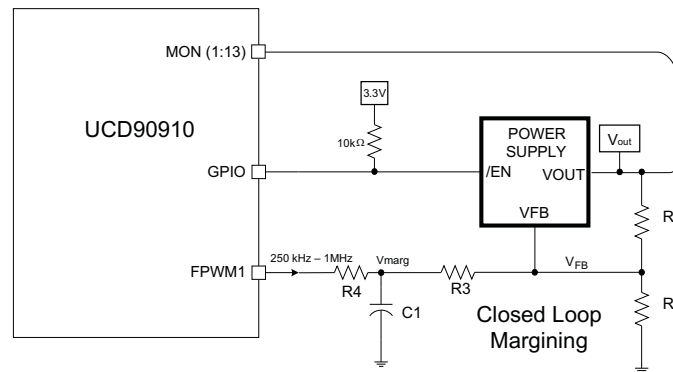 MON (1:13)
UCD90910
3.3V
10kΩ
POWER
SUPPLY
Vout
GPIO
/EN
VOUT
VFB
R
250 kHz – 1MHz
Vmarg
VFB
FPWM1
R4
R3
R
C1
Closed Loop
Margining